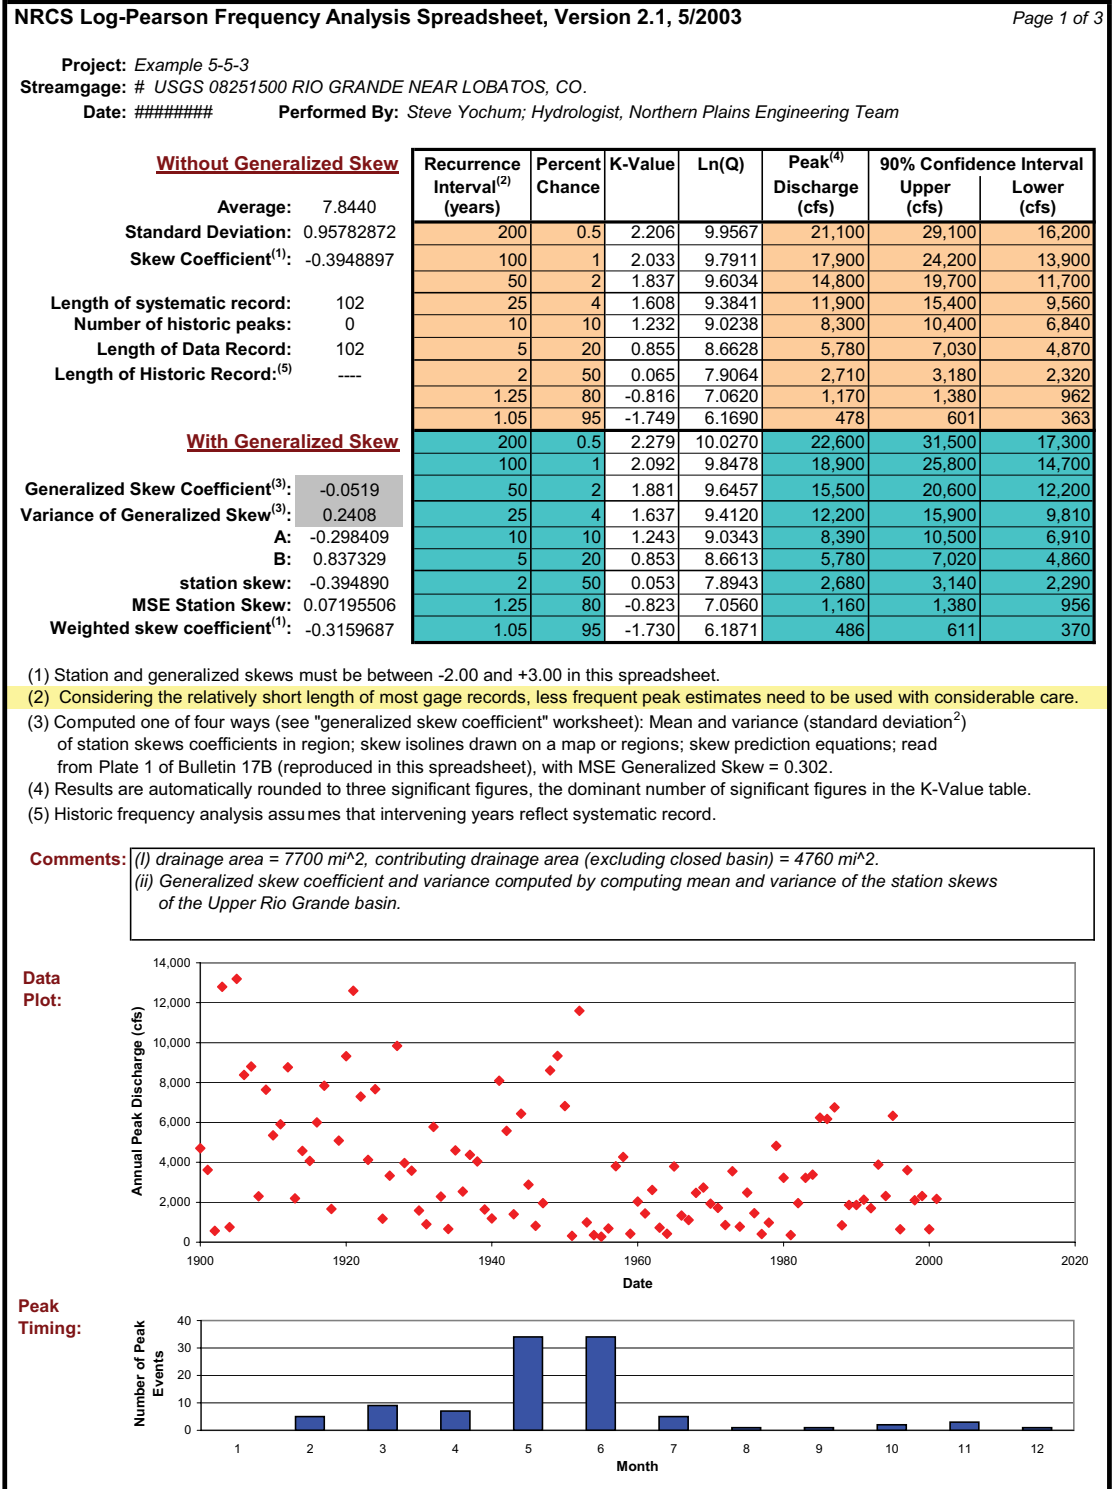 NRCS Log-Pearson Frequency Analysis Spreadsheet, Version 2.1, 5/2003 Page 1 of 3
Project: Example 5-5-3
Streamgage: # USGS 08251500 RIO GRANDE NEAR LOBATOS, CO.
Date: ######## Performed By: Steve Yochum; Hydrologist, Northern Plains Engineering Team
Without Generalized Skew
Average: 7.8440
Standard Deviation: 0.95782872
Skew Coefficient(1): -0.3948897
Length of systematic record: 102
Number of historic peaks: 0
Length of Data Record: 102
Length of Historic Record:(5) ----
With Generalized Skew
Generalized Skew Coefficient(3): -0.0519
Variance of Generalized Skew(3): 0.2408
A: -0.298409
B: 0.837329
station skew: -0.394890
MSE Station Skew: 0.07195506
Weighted skew coefficient(1): -0.3159687
Recurrence Percent K-Value Ln(Q) Peak(4) 90% Confidence Interval
Interval(2) Chance Discharge Upper Lower
(years) (cfs) (cfs) (cfs)
200 0.5 2.206 9.9567 21,100 29,100 16,200
100 1 2.033 9.7911 17,900 24,200 13,900
50 2 1.837 9.6034 14,800 19,700 11,700
25 4 1.608 9.3841 11,900 15,400 9,560
10 10 1.232 9.0238 8,300 10,400 6,840
5 20 0.855 8.6628 5,780 7,030 4,870
2 50 0.065 7.9064 2,710 3,180 2,320
1.25 80 -0.816 7.0620 1,170 1,380 962
1.05 95 -1.749 6.1690 478 601 363
200 0.5 2.279 10.0270 22,600 31,500 17,300
100 1 2.092 9.8478 18,900 25,800 14,700
50 2 1.881 9.6457 15,500 20,600 12,200
25 4 1.637 9.4120 12,200 15,900 9,810
10 10 1.243 9.0343 8,390 10,500 6,910
5 20 0.853 8.6613 5,780 7,020 4,860
2 50 0.053 7.8943 2,680 3,140 2,290
1.25 80 -0.823 7.0560 1,160 1,380 956
1.05 95 -1.730 6.1871 486 611 370
(1) Station and generalized skews must be between -2.00 and +3.00 in this spreadsheet.
(2) Considering the relatively short length of most gage records, less frequent peak estimates need to be used with considerable care.
(3) Computed one of four ways (see "generalized skew coefficient" worksheet): Mean and variance (standard deviation2)
of station skews coefficients in region; skew isolines drawn on a map or regions; skew prediction equations; read
from Plate 1 of Bulletin 17B (reproduced in this spreadsheet), with MSE Generalized Skew = 0.302.
(4) Results are automatically rounded to three significant figures, the dominant number of significant figures in the K-Value table.
(5) Historic frequency analysis assumes that intervening years reflect systematic record.
Comments: (I) drainage area = 7700 mi^2, contributing drainage area (excluding closed basin) = 4760 mi^2.
(ii) Generalized skew coefficient and variance computed by computing mean and variance of the station skews
of the Upper Rio Grande basin.
Data
Plot:
Annual Peak Discharge (cfs)
14,000
12,000
10,000
8,000
6,000
4,000
2,000
0
1900 1920 1940 1960 1980 2000 2020
Date
Peak
Timing:
Number of Peak
Events
40
30
20
10
0
1 2 3 4 5 6 7 8 9 10 11 12
Month